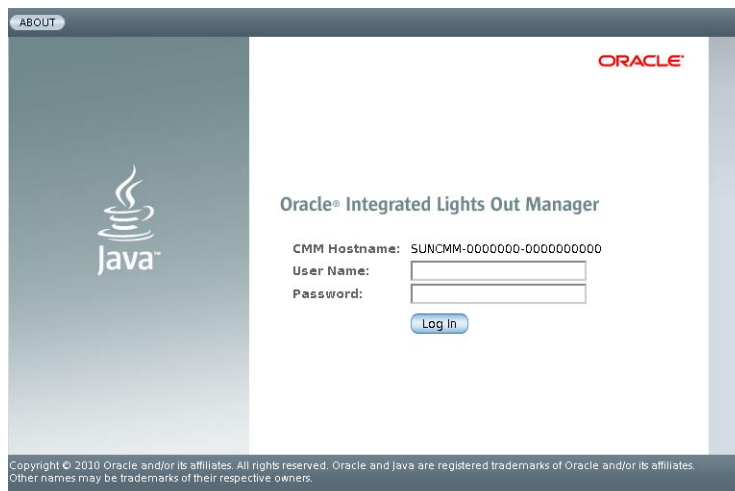 ABOUT
ORACLE®
Java™
Oracle® Integrated Lights Out Manager
CMM Hostname: SUNCMM-0000000-0000000000
User Name:
Password:
Log In
Copyright © 2010 Oracle and/or its affiliates. All rights reserved. Oracle and Java are registered trademarks of Oracle and/or its affiliates.
Other names may be trademarks of their respective owners.